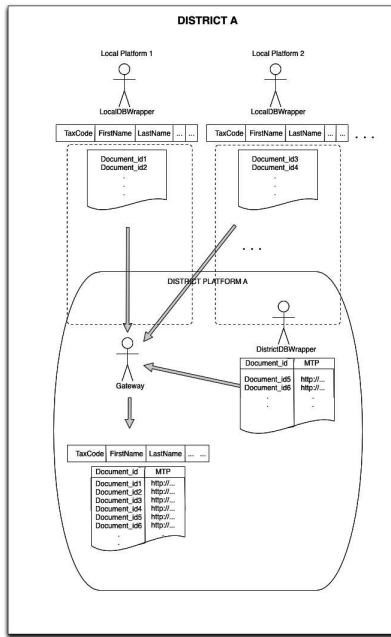 DISTRICT A
Local Platform 1
Local Platform 2
LocalDBWrapper
LocalDBWrapper
TaxCode FirstName LastName ... ...
TaxCode FirstName LastName ... ... . . .
Document_id1
Document_id2
.
.
.
Document_id3
Document_id4
.
.
.
. . .
DISTRICT PLATFORM A
DistrictDBWrapper
Document_id MTP
Document_id5 http://...
Document_id6 http://...
. .
. .
Gateway
TaxCode FirstName LastName ... ...
Document_id MTP
Document_id1 http://...
Document_id2 http://...
Document_id3 http://...
Document_id4 http://...
Document_id5 http://...
Document_id6 http://...
. .
. .